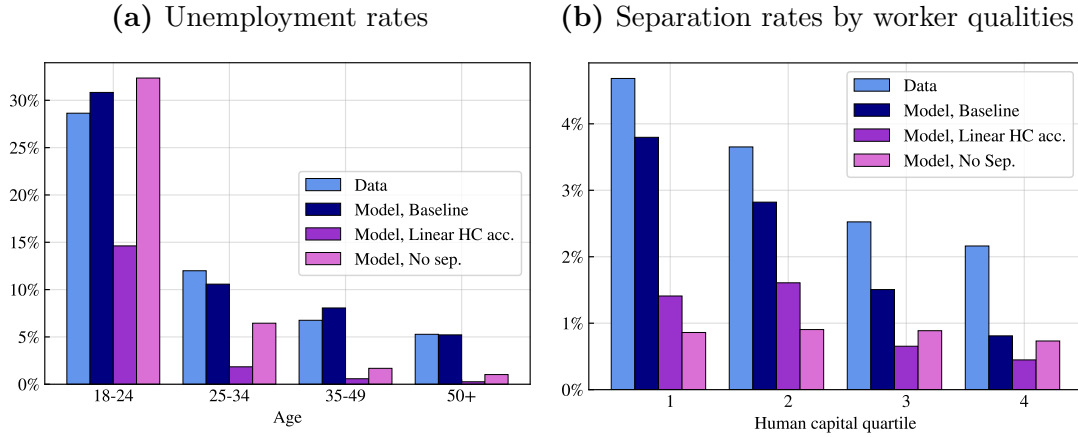 (a) Unemployment rates
30%
25%
20%
15%
10%
5%
0%
18-24
25-34
35-49
50+
Age
Data
Model, Baseline
Model, Linear HC acc.
Model, No sep.
(b) Separation rates by worker qualities
4%
3%
2%
1%
0%
1
2
3
4
Human capital quartile
Data
Model, Baseline
Model, Linear HC acc.
Model, No Sep.